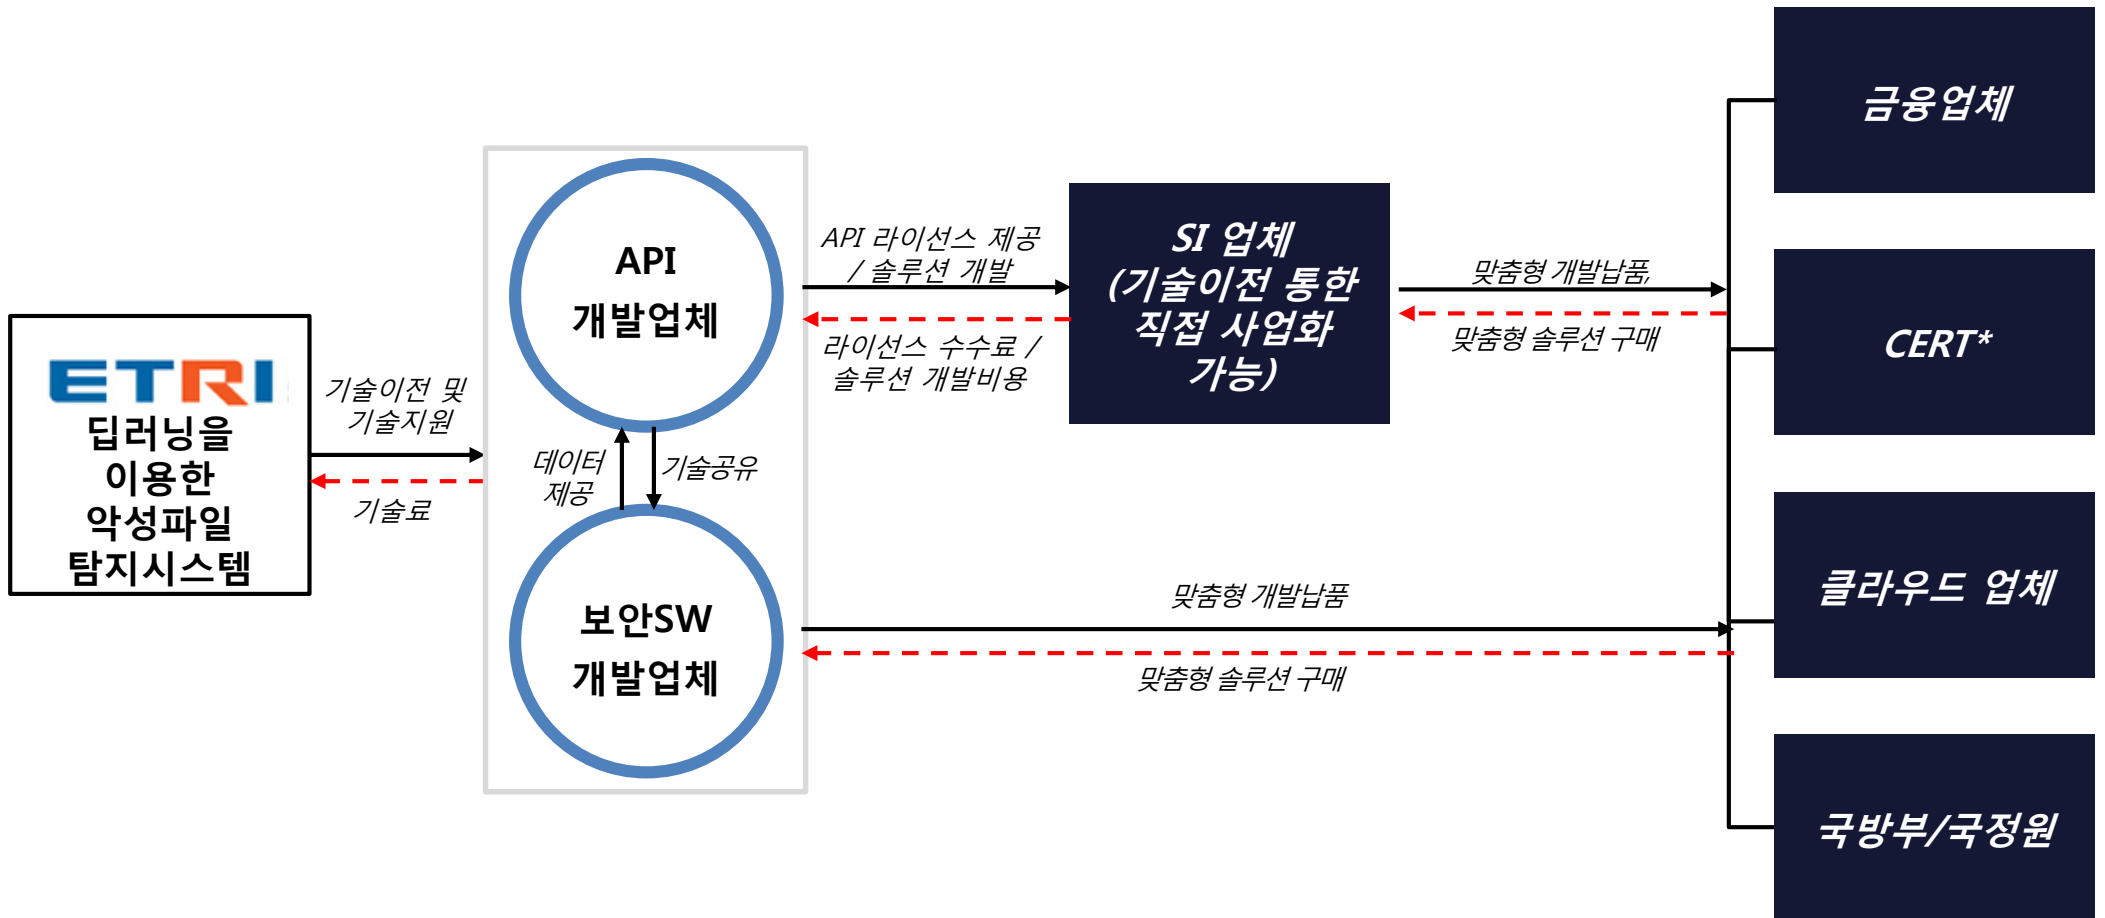 ETRI
딥러닝을
이용한
악성파일
탐지시스템
기술이전 및
기술지원
기술료
API
개발업체
데이터
제공
기술공유
보안SW
개발업체
API 라이선스 제공
/ 솔루션 개발
라이선스 수수료 /
솔루션 개발비용
SI 업체
(기술이전 통한
직접 사업화
가능)
맞춤형 개발납품,
맞춤형 솔루션 구매
맞춤형 개발납품
맞춤형 솔루션 구매
금융업체
CERT*
클라우드 업체
국방부/국정원